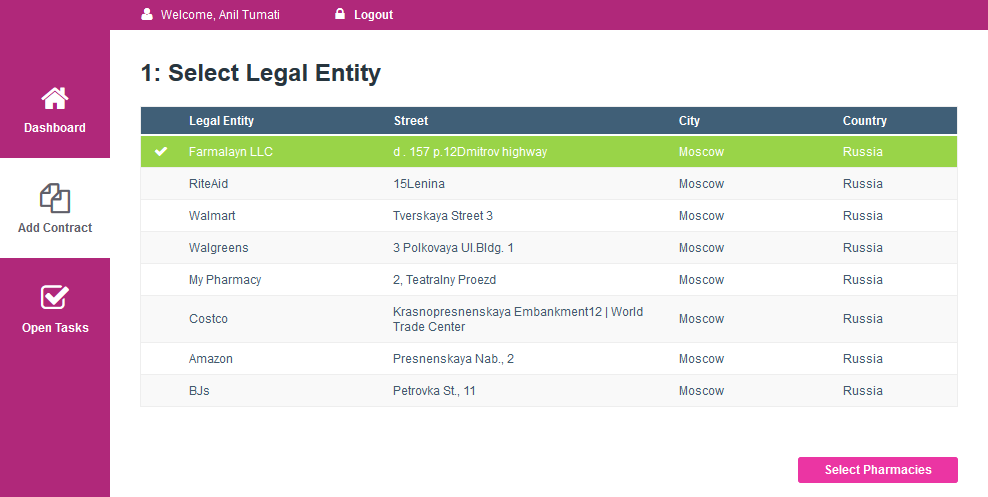 Welcome, Anil Tumati Logout
Dashboard
Add Contract
Open Tasks
1: Select Legal Entity
Legal Entity Street City Country
Farmalayn LLC d . 157 p.12Dmitrov highway Moscow Russia
RiteAid 15Lenina Moscow Russia
Walmart Tverskaya Street 3 Moscow Russia
Walgreens 3 Polkovaya Ul.Bldg. 1 Moscow Russia
My Pharmacy 2, Teatralny Proezd Moscow Russia
Costco Krasnopresnenskaya Embankment12 | World Moscow Russia
Trade Center
Amazon Presnenskaya Nab., 2 Moscow Russia
BJs Petrovka St., 11 Moscow Russia
Select Pharmacies